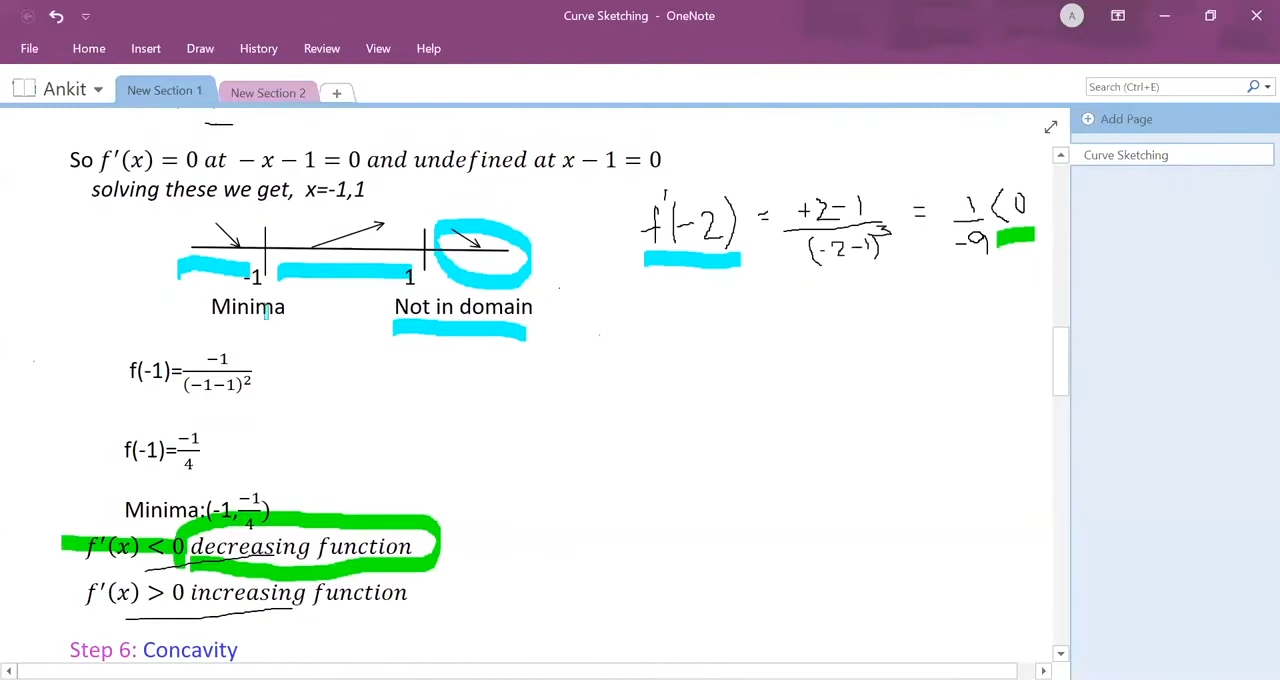 Curve Sketching - OneNote
A
File Home Insert Draw History Review View Help
Ankit New Section 1 New Section 2 +
Search (Ctrl+E)
Add Page
Curve Sketching
So f′(x) = 0 at − x − 1 = 0 and undefined at x − 1 = 0
solving these we get, x=-1,1
f'(-2) = +2-1/(-2-1)³ = 1/-9 < 0
-1 1
Minima Not in domain
f(-1)=−1/(−1−1)²
f(-1)=−1/4
Minima:(-1,−1/4)
f′(x) < 0 decreasing function
f′(x) > 0 increasing function
Step 6: Concavity